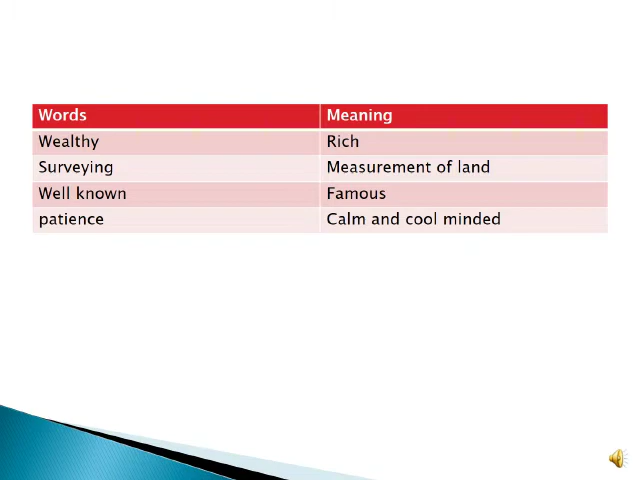 Words Meaning
Wealthy Rich
Surveying Measurement of land
Well known Famous
patience Calm and cool minded